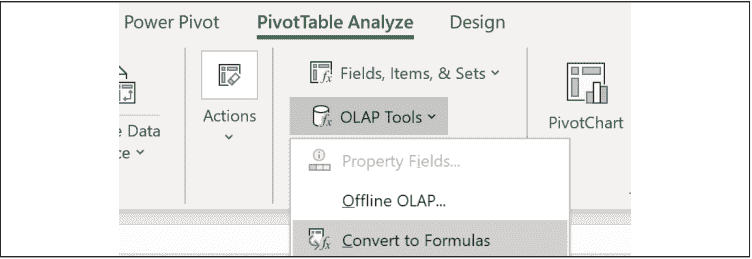 Power Pivot PivotTable Analyze Design
Fields, Items, & Sets
OLAP Tools
Actions
PivotChart
Data
Property Fields...
Offline OLAP...
Convert to Formulas